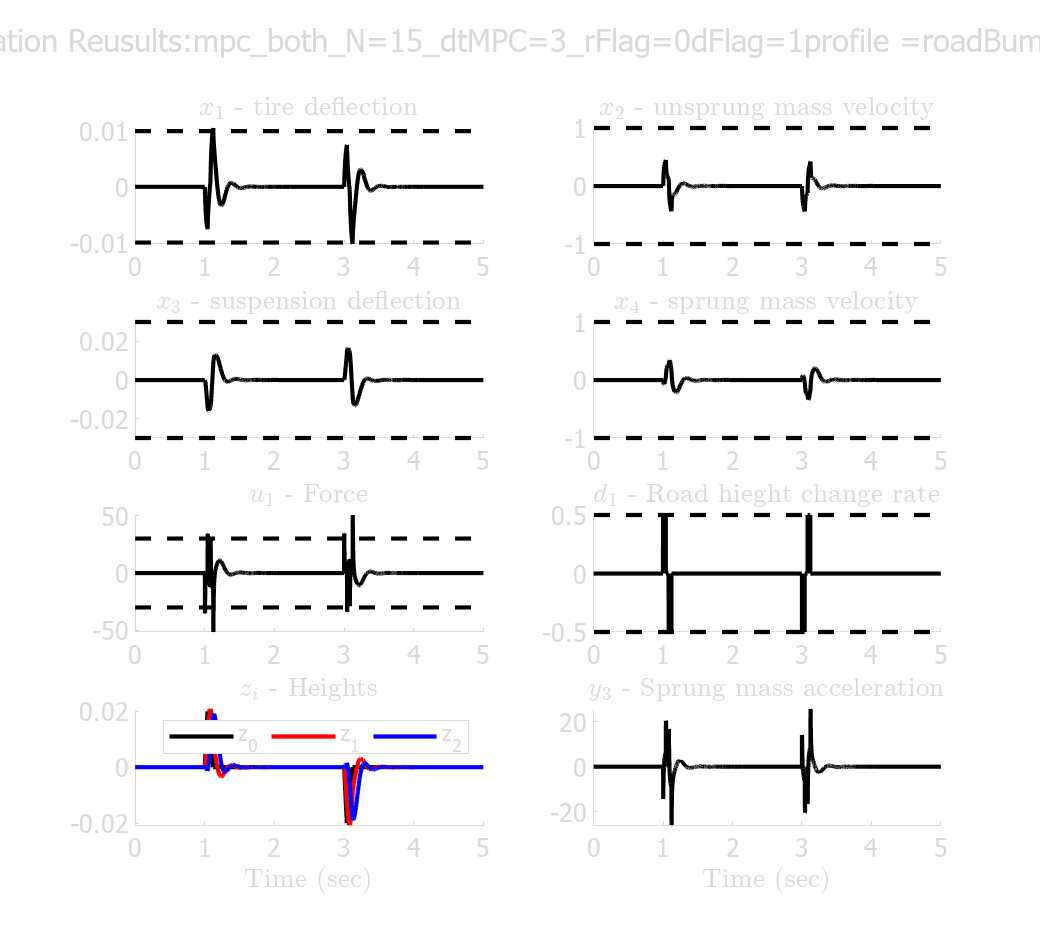 ation Reusults:mpc_both_N=15_dtMPC=3_rFlag=0dFlag=1profile =roadBum
x₁ - tire deflection
0.01
0
-0.01
0 1 2 3 4 5
x₂ - unsprung mass velocity
1
0
-1
0 1 2 3 4 5
x₃ - suspension deflection
0.02
0
-0.02
0 1 2 3 4 5
x₄ - sprung mass velocity
1
0
-1
0 1 2 3 4 5
u₁ - Force
50
0
-50
0 1 2 3 4 5
d₁ - Road hieght change rate
0.5
0
-0.5
0 1 2 3 4 5
zᵢ - Heights
0.02
z₀ z₁ z₂
0
-0.02
0 1 2 3 4 5
Time (sec)
y₃ - Sprung mass acceleration
20
0
-20
0 1 2 3 4 5
Time (sec)